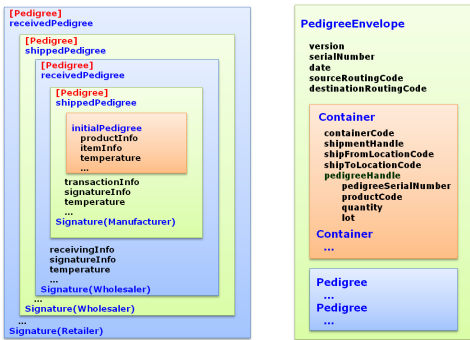 [Pedigree]
receivedPedigree
[Pedigree]
shippedPedigree
[Pedigree]
receivedPedigree
[Pedigree]
shippedPedigree
initialPedigree
productInfo
itemInfo
temperature
...
transactionInfo
signatureInfo
temperature
...
Signature(Manufacturer)
receivingInfo
signatureInfo
temperature
...
Signature(Wholesaler)
...
Signature(Wholesaler)
...
Signature(Retailer)
PedigreeEnvelope
version
serialNumber
date
sourceRoutingCode
destinationRoutingCode
Container
containerCode
shipmentHandle
shipFromLocationCode
shipToLocationCode
pedigreeHandle
pedigreeSerialNumber
productCode
quantity
lot
Container
...
Pedigree
...
Pedigree
...